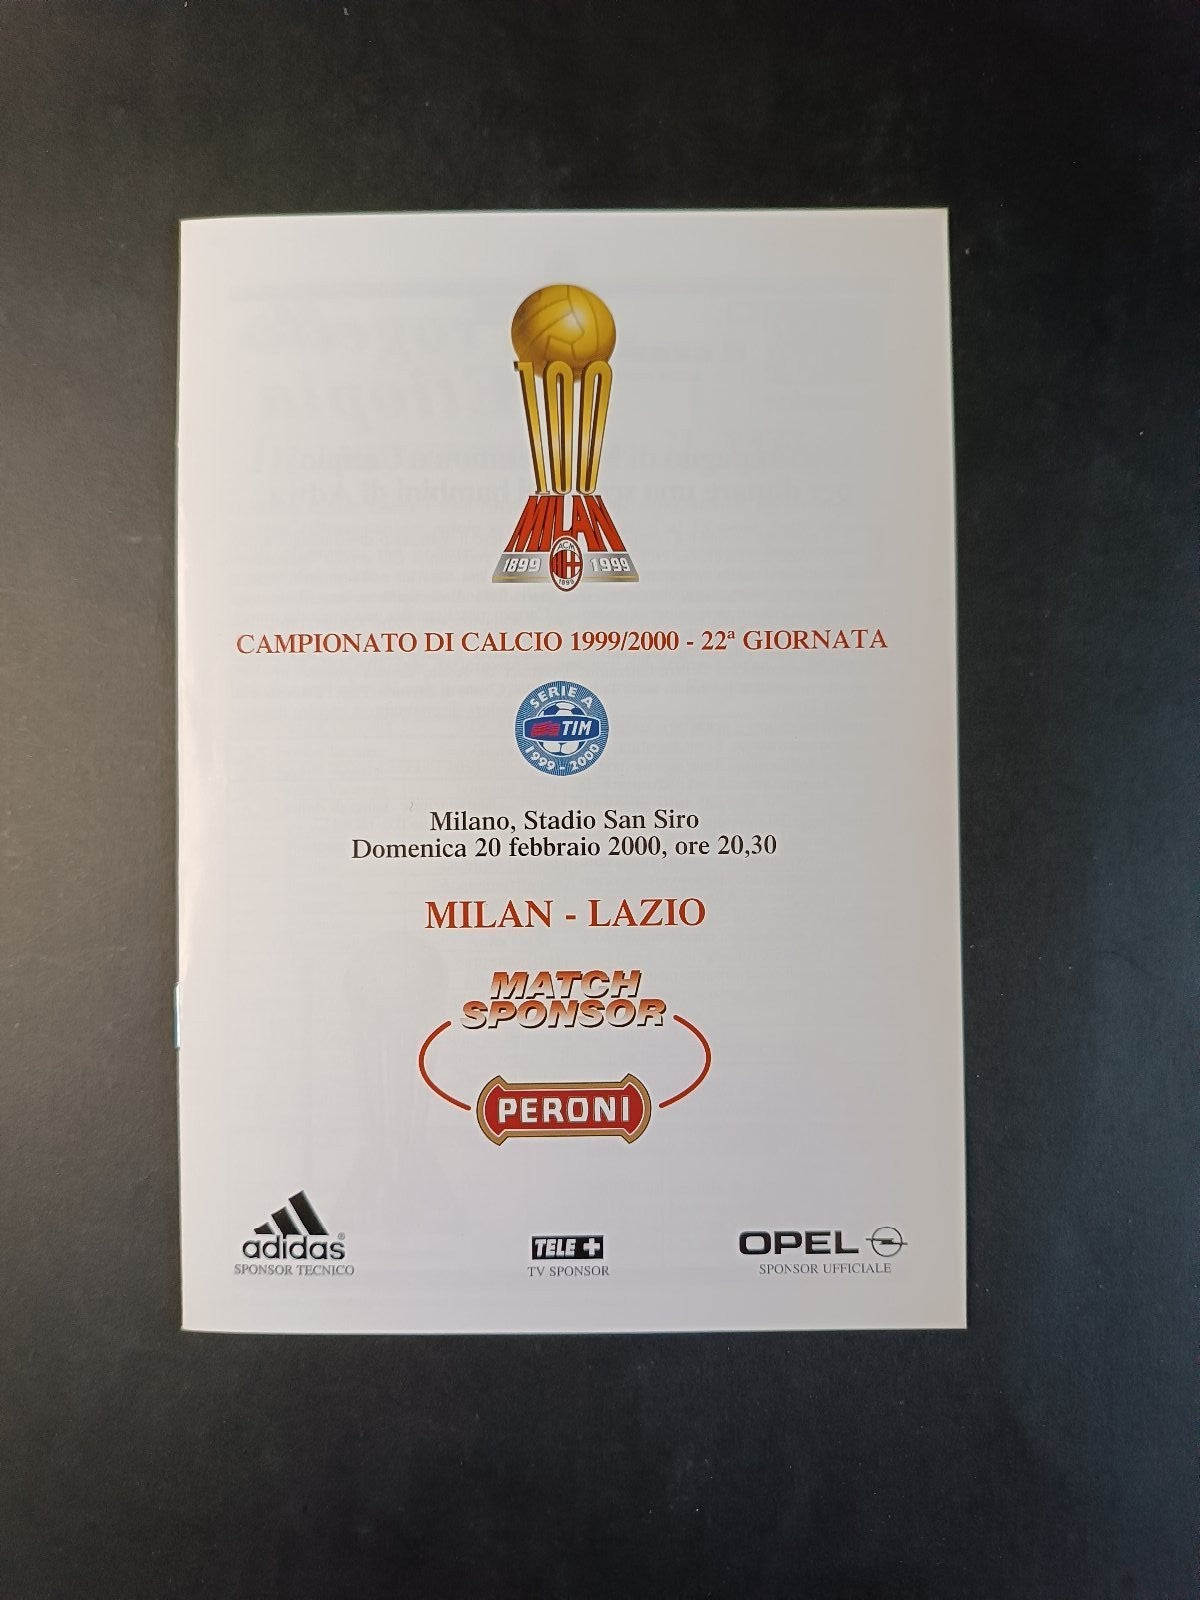 100
MILAN
ACM
1899 1999
1899
CAMPIONATO DI CALCIO 1999/2000 - 22ª GIORNATA
SERIE A
TIM
1999 - 2000
Milano, Stadio San Siro
Domenica 20 febbraio 2000, ore 20,30
MILAN - LAZIO
MATCH
SPONSOR
PERONI
adidas®
SPONSOR TECNICO
TELE +
TV SPONSOR
OPEL
SPONSOR UFFICIALE